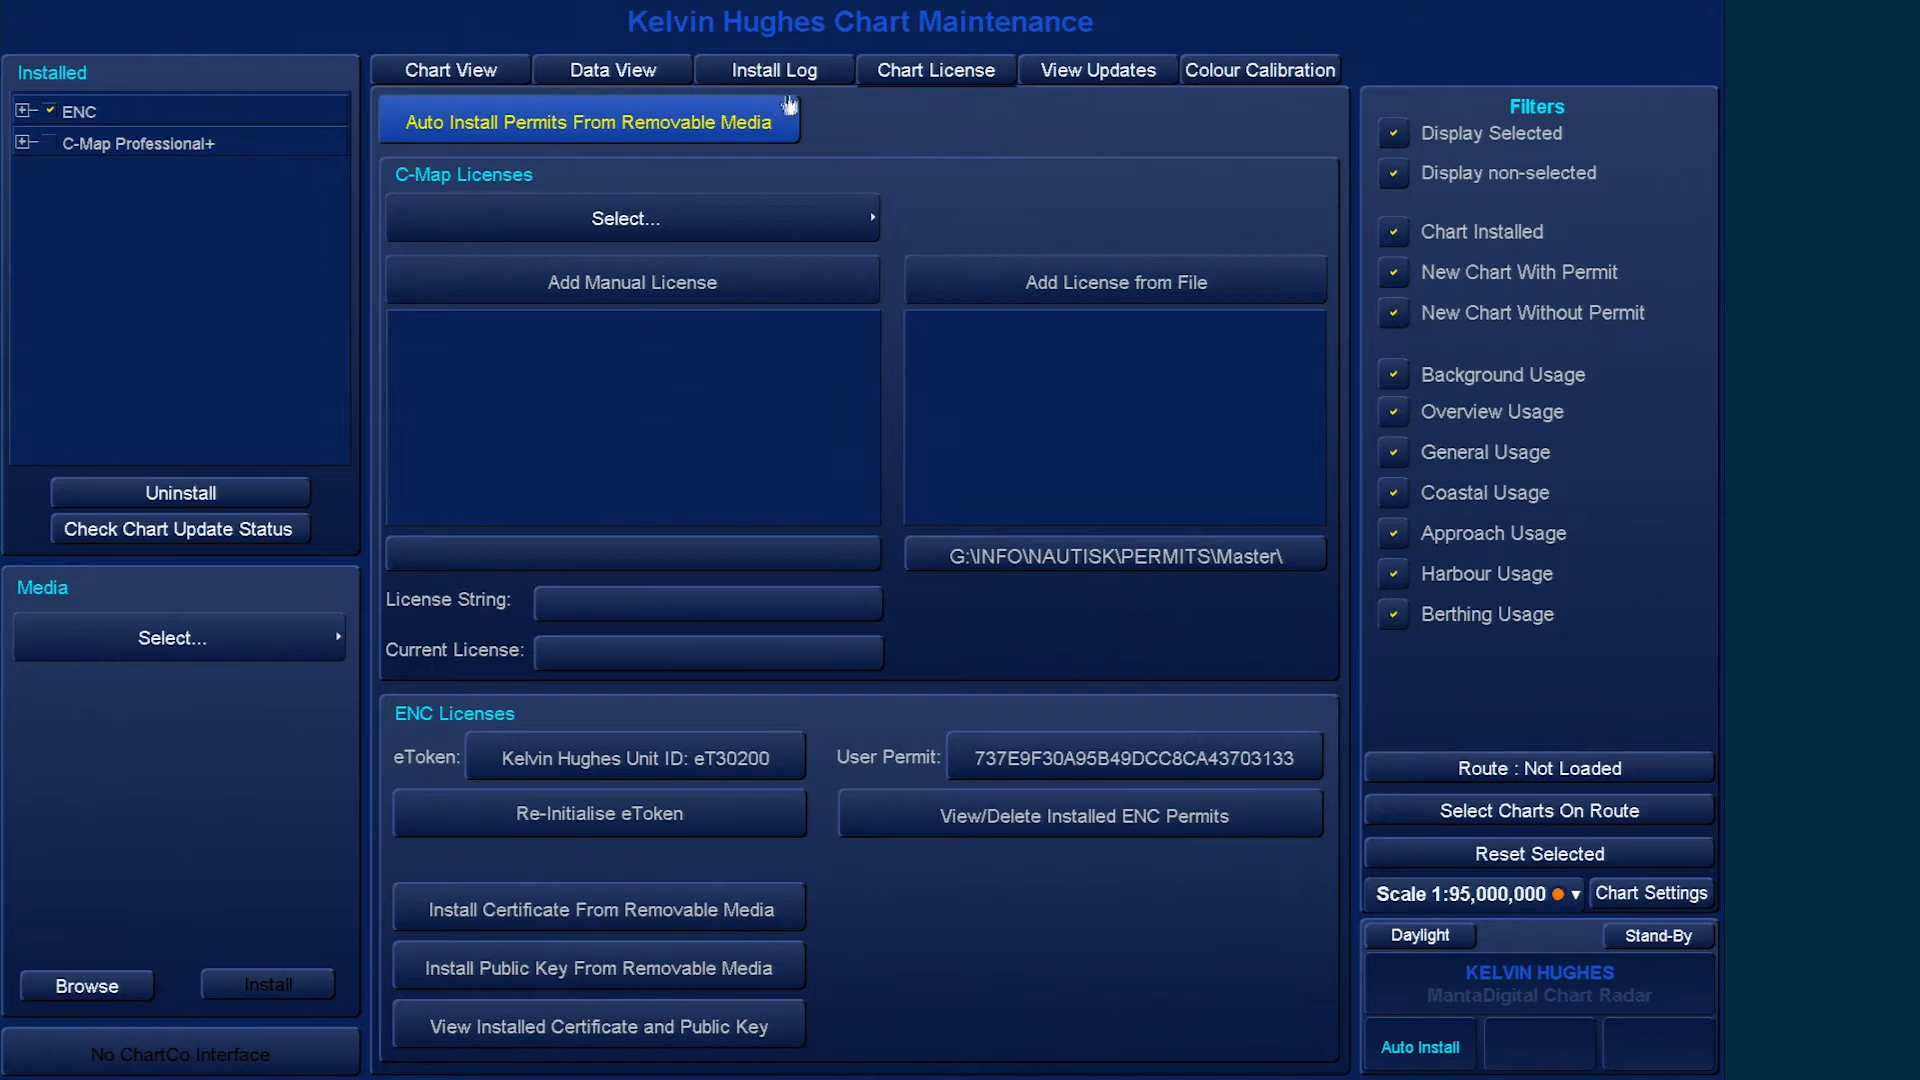 Kelvin Hughes Chart Maintenance
Installed
ENC
C-Map Professional+
Uninstall
Check Chart Update Status
Media
Select...
Browse
Install
No ChartCo Interface
Chart View
Data View
Install Log
Chart License
View Updates
Colour Calibration
Auto Install Permits From Removable Media
C-Map Licenses
Select...
Add Manual License
Add License from File
G:\INFO\NAUTISK\PERMITS\Master\
License String:
Current License:
ENC Licenses
eToken:
Kelvin Hughes Unit ID: eT30200
User Permit:
737E9F30A95B49DCC8CA43703133
Re-Initialise eToken
View/Delete Installed ENC Permits
Install Certificate From Removable Media
Install Public Key From Removable Media
View Installed Certificate and Public Key
Filters
Display Selected
Display non-selected
Chart Installed
New Chart With Permit
New Chart Without Permit
Background Usage
Overview Usage
General Usage
Coastal Usage
Approach Usage
Harbour Usage
Berthing Usage
Route : Not Loaded
Select Charts On Route
Reset Selected
Scale 1:95,000,000
Chart Settings
Daylight
Stand-By
KELVIN HUGHES
MantaDigital Chart Radar
Auto Install